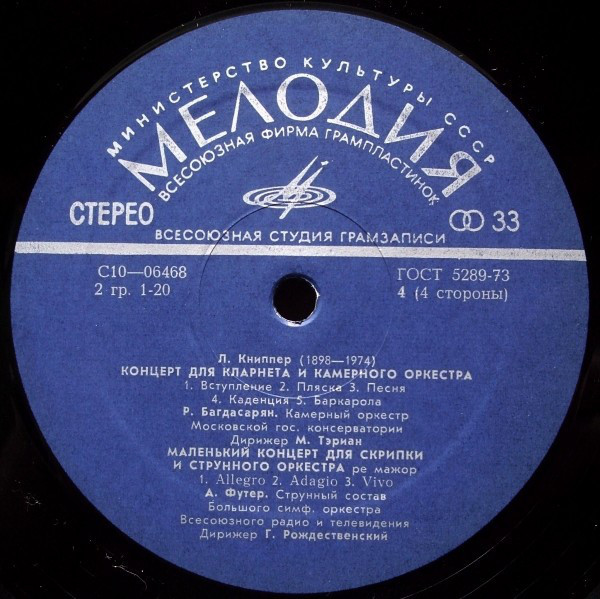 МИНИСТЕРСТВО КУЛЬТУРЫ СССР
МЕЛОДИЯ
ВСЕСОЮЗНАЯ ФИРМА ГРАМПЛАСТИНОК
СТЕРЕО
33
ВСЕСОЮЗНАЯ СТУДИЯ ГРАМЗАПИСИ
С10—06468
ГОСТ 5289-73
2 гр. 1-20
4 (4 стороны)
Л. Книппер (1898—1974)
КОНЦЕРТ ДЛЯ КЛАРНЕТА И КАМЕРНОГО ОРКЕСТРА
1. Вступление 2. Пляска 3. Песня
4. Каденция 5. Баркарола
Р. Багдасарян. Камерный оркестр
Московской гос. консерватории
Дирижер М. Тэриан
МАЛЕНЬКИЙ КОНЦЕРТ ДЛЯ СКРИПКИ
И СТРУННОГО ОРКЕСТРА ре мажор
1. Allegro 2. Adagio 3. Vivo
А. Футер. Струнный состав
Большого симф. оркестра
Всесоюзного радио и телевидения
Дирижер Г. Рождественский